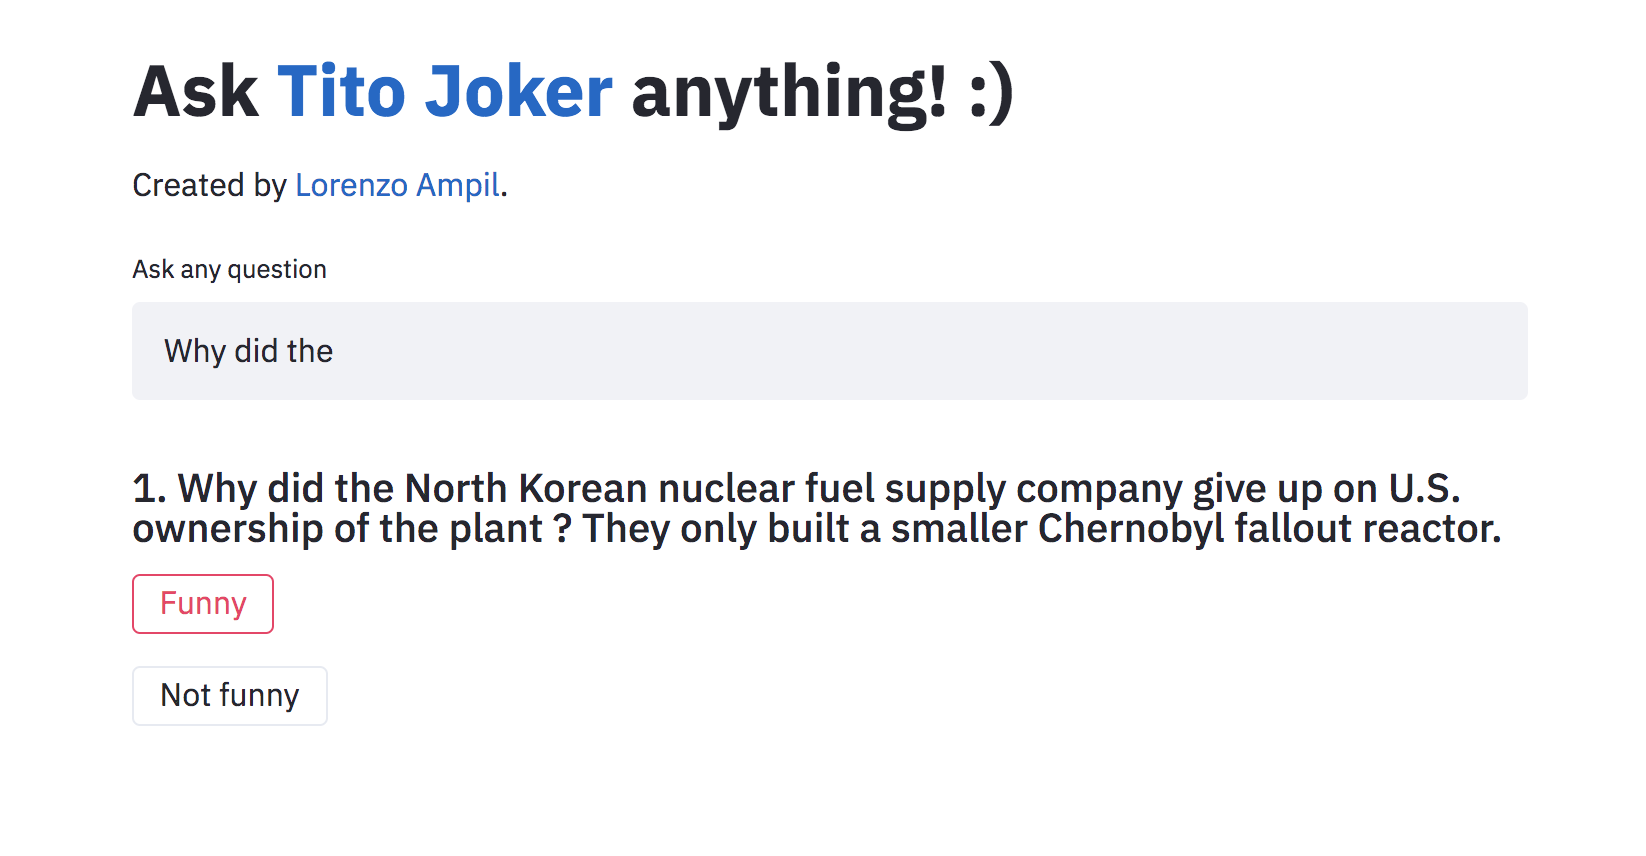 Ask Tito Joker anything! :)
Created by Lorenzo Ampil.
Ask any question
Why did the
1. Why did the North Korean nuclear fuel supply company give up on U.S.
ownership of the plant ? They only built a smaller Chernobyl fallout reactor.
Funny
Not funny